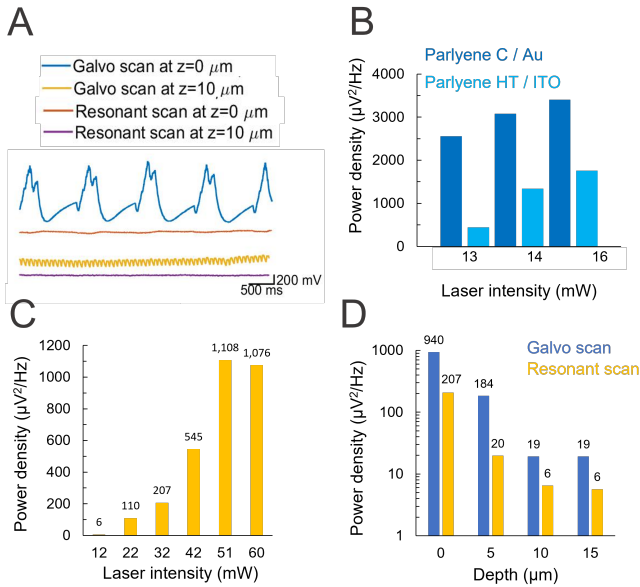 A
Galvo scan at z=0 μm
Galvo scan at z=10 μm
Resonant scan at z=0 μm
Resonant scan at z=10 μm
200 mV
500 ms
B
Parlyene C / Au
Parlyene HT / ITO
Power density (µV²/Hz)
4000
3000
2000
1000
0
13 14 16
Laser intensity (mW)
C
Power density (µV²/Hz)
1200
1000
800
600
400
200
0
6 110 207 545 1,108 1,076
12 22 32 42 51 60
Laser intensity (mW)
D
Galvo scan
Resonant scan
Power density (µV²/Hz)
1000
100
10
1
940 207 184 20 19 6 19 6
0 5 10 15
Depth (µm)